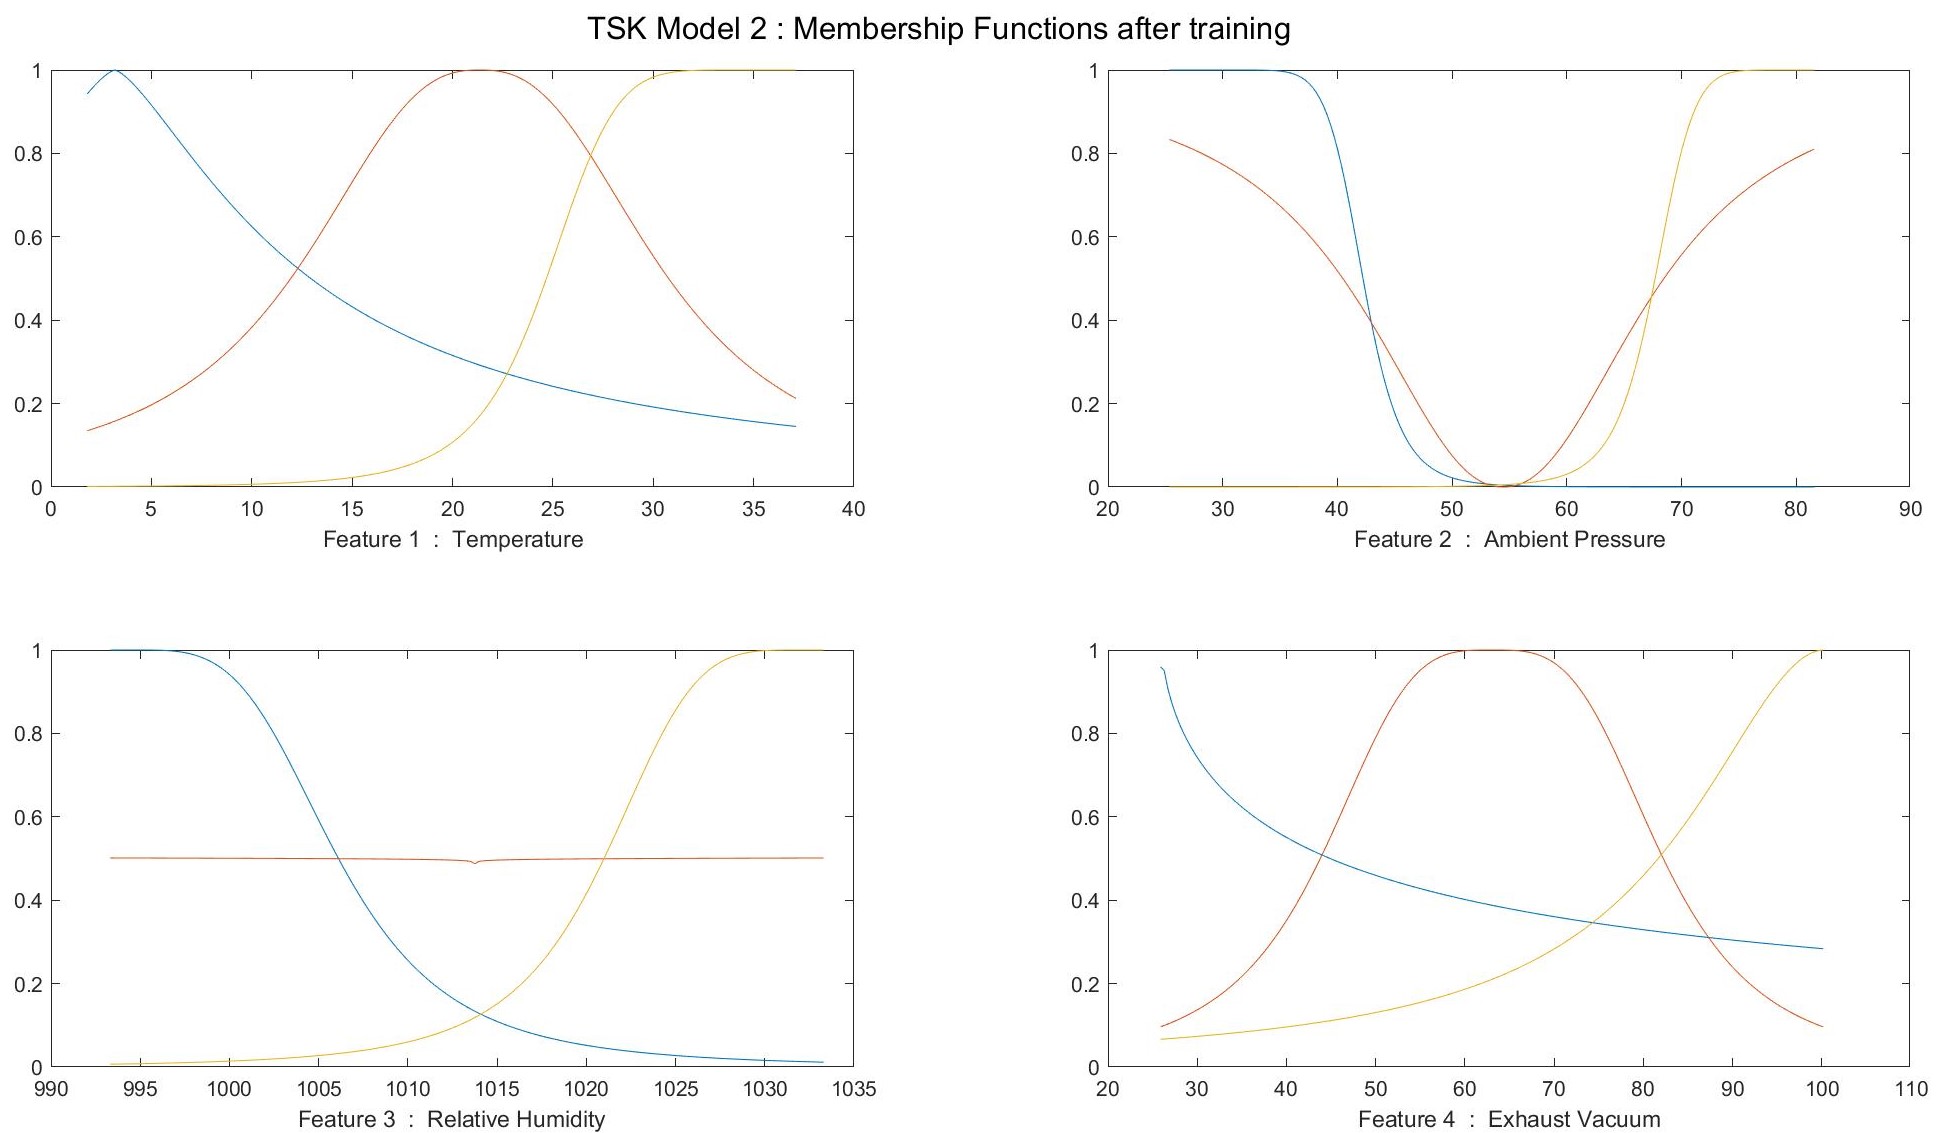 TSK Model 2 : Membership Functions after training
1
0.8
0.6
0.4
0.2
0
0 5 10 15 20 25 30 35 40
Feature 1 : Temperature
1
0.8
0.6
0.4
0.2
0
20 30 40 50 60 70 80 90
Feature 2 : Ambient Pressure
1
0.8
0.6
0.4
0.2
0
990 995 1000 1005 1010 1015 1020 1025 1030 1035
Feature 3 : Relative Humidity
1
0.8
0.6
0.4
0.2
0
20 30 40 50 60 70 80 90 100 110
Feature 4 : Exhaust Vacuum